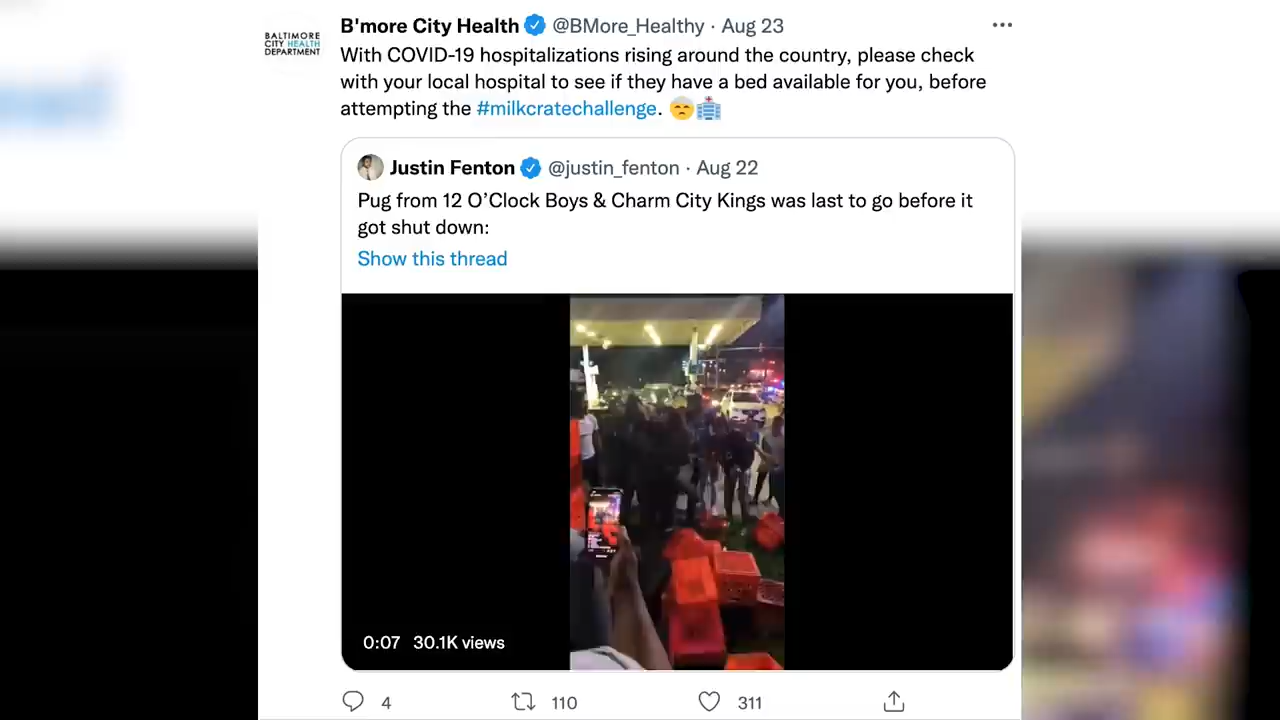 BALTIMORE
CITY HEALTH
DEPARTMENT
B'more City Health @BMore_Healthy · Aug 23
With COVID-19 hospitalizations rising around the country, please check
with your local hospital to see if they have a bed available for you, before
attempting the #milkcratechallenge. 😶🏥
Justin Fenton @justin_fenton · Aug 22
Pug from 12 O’Clock Boys & Charm City Kings was last to go before it
got shut down:
Show this thread
0:07 30.1K views
4 110 311